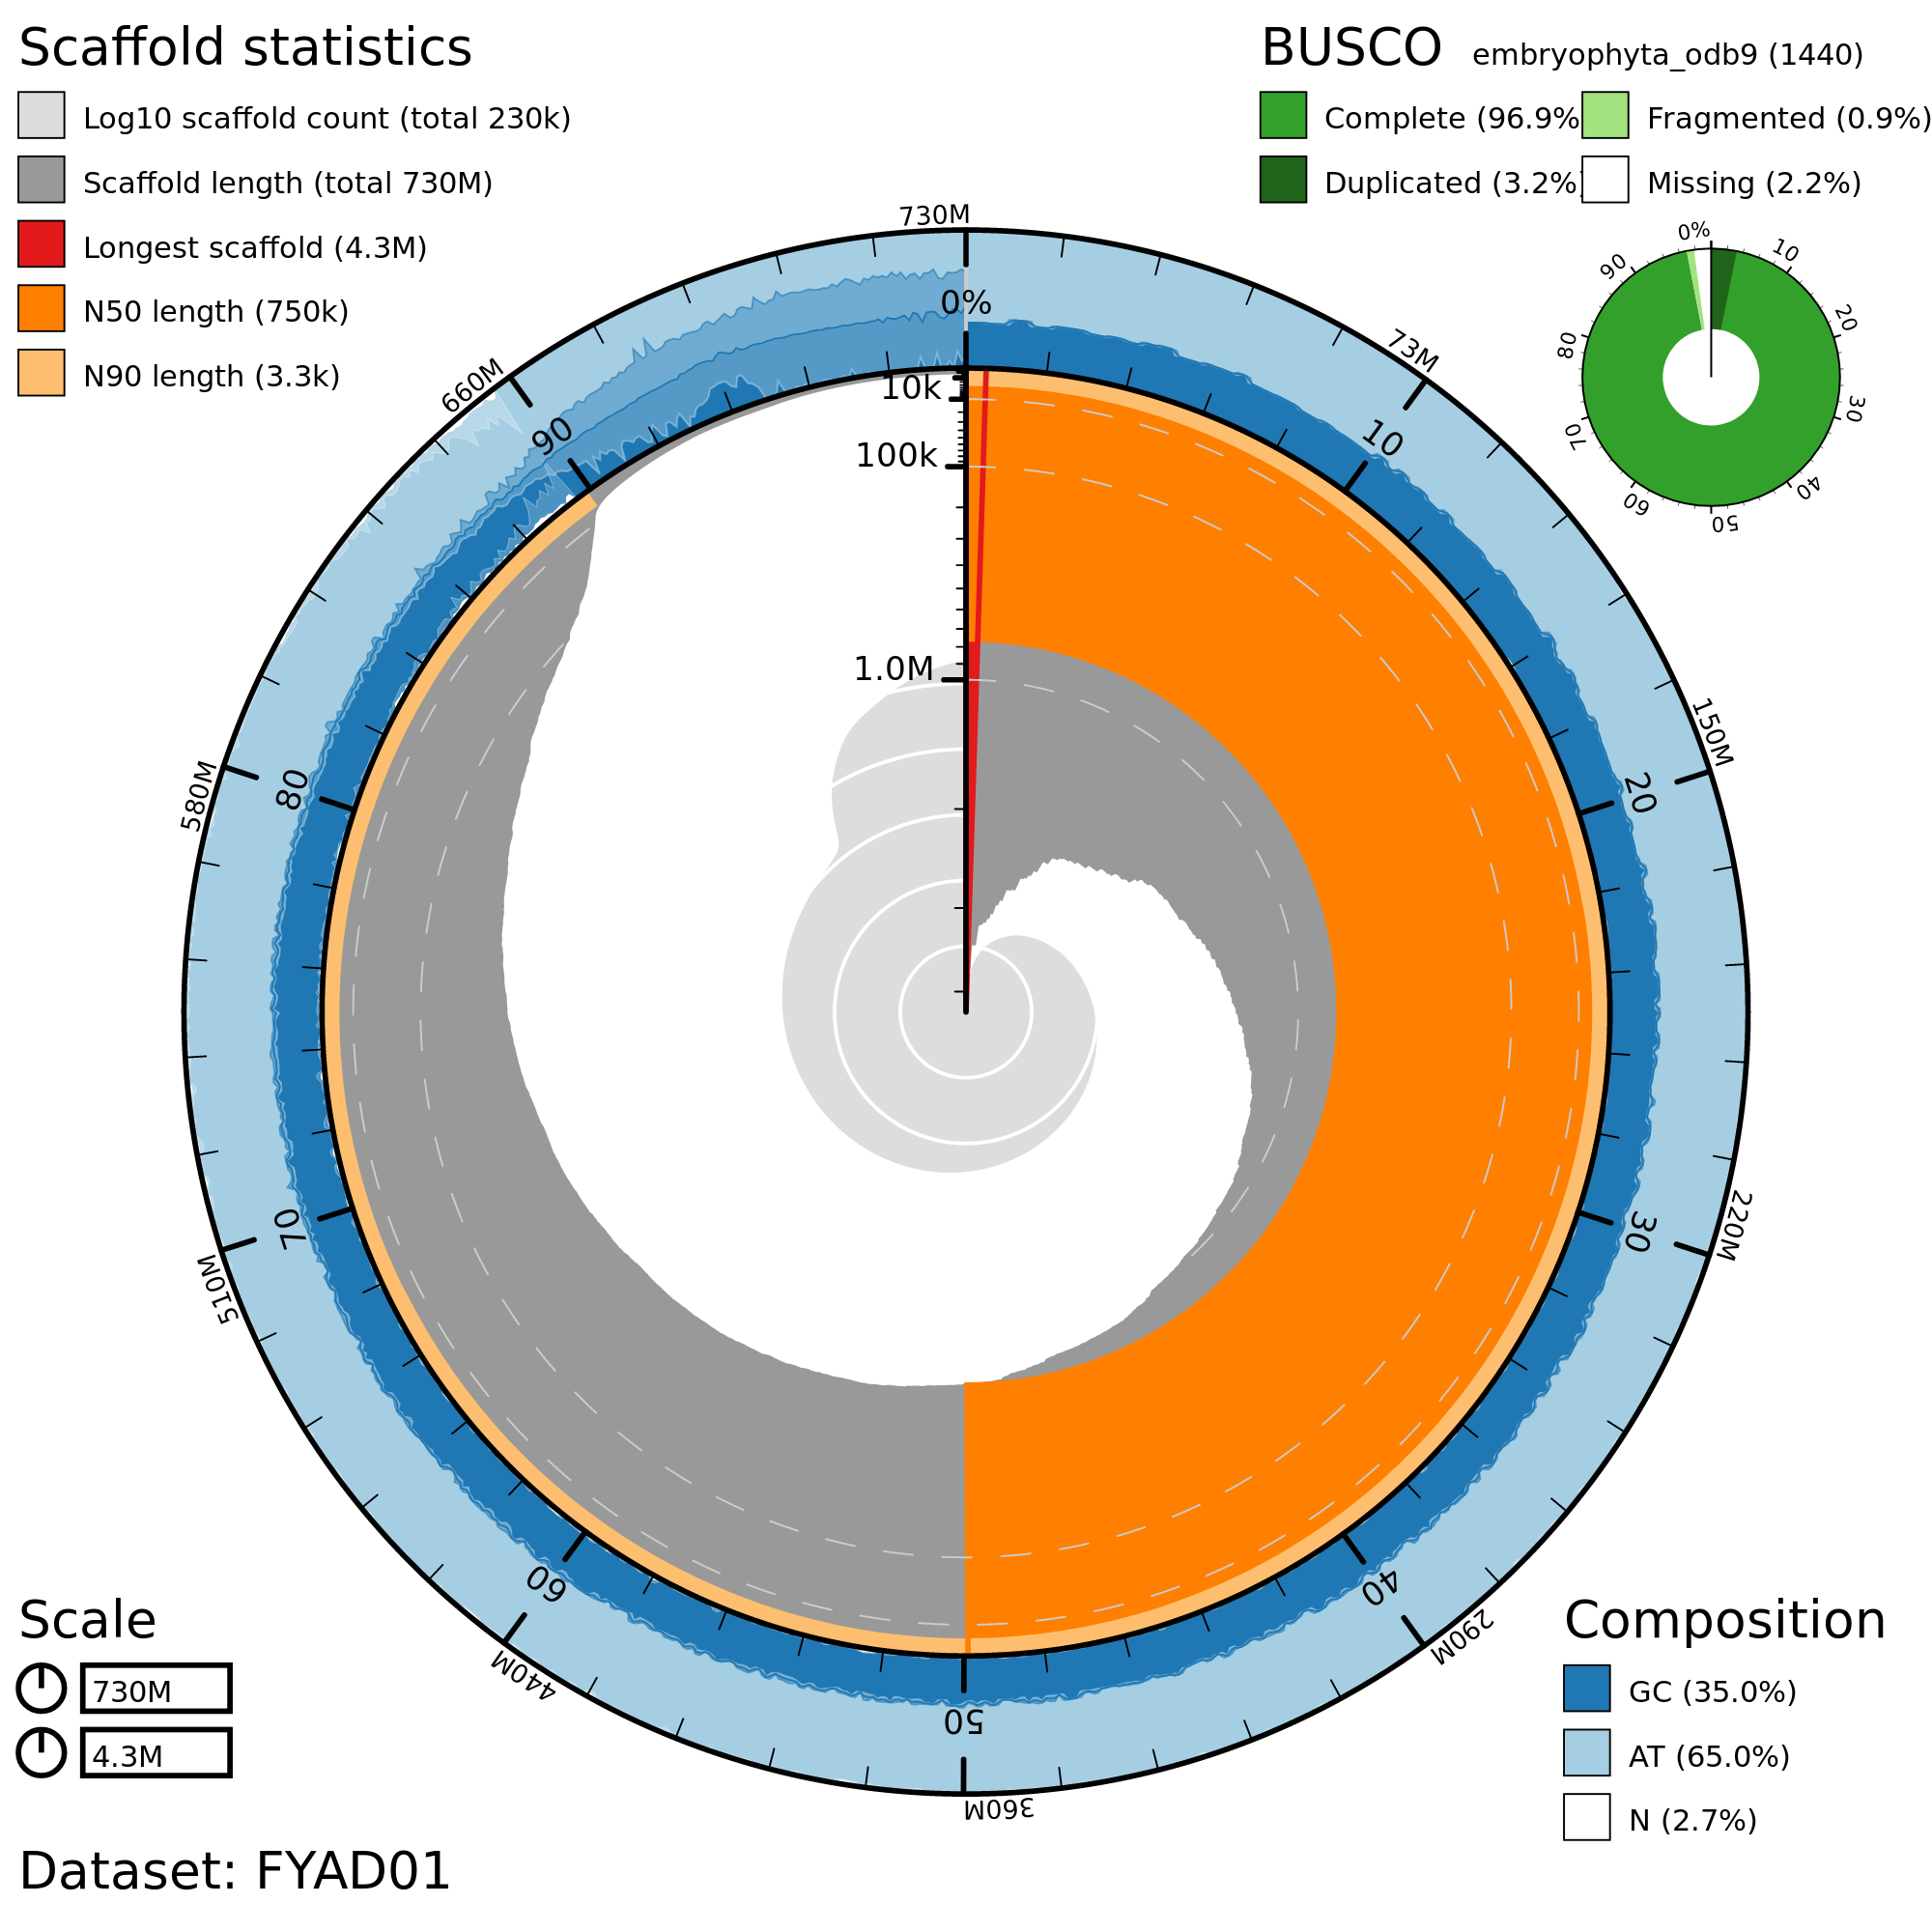 Scaffold statistics
Log10 scaffold count (total 230k)
Scaffold length (total 730M)
Longest scaffold (4.3M)
N50 length (750k)
N90 length (3.3k)
BUSCO embryophyta_odb9 (1440)
Complete (96.9%
Fragmented (0.9%)
Duplicated (3.2%)
Missing (2.2%)
0%
10
20
30
40
50
60
70
80
90
730M
73M
150M
220M
290M
360M
440M
510M
580M
660M
0%
10
20
30
40
50
60
70
80
90
10k
100k
1.0M
Scale
730M
4.3M
Composition
GC (35.0%)
AT (65.0%)
N (2.7%)
Dataset: FYAD01